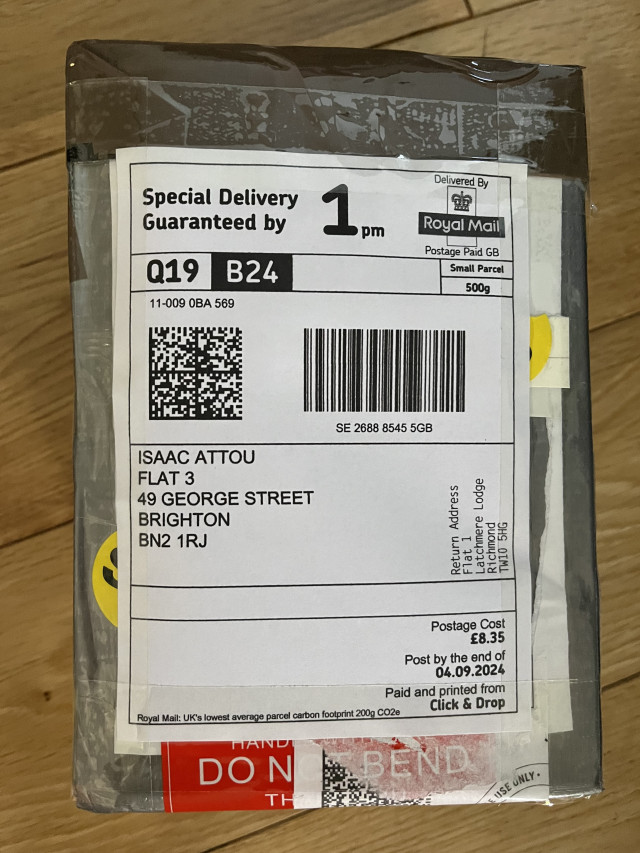 Special Delivery
Guaranteed by
1pm
Delivered By
Royal Mail
Postage Paid GB
Q19 B24
Small Parcel
500g
11-009 0BA 569
SE 2688 8545 5GB
ISAAC ATTOU
FLAT 3
49 GEORGE STREET
BRIGHTON
BN2 1RJ
Return Address
Flat 1
Latchmere Lodge
Richmond
TW10 5HG
Postage Cost
£8.35
Post by the end of
04.09.2024
Paid and printed from
Click & Drop
Royal Mail: UK's lowest average parcel carbon footprint 200g CO2e
DO NOT BEND
USE ONLY